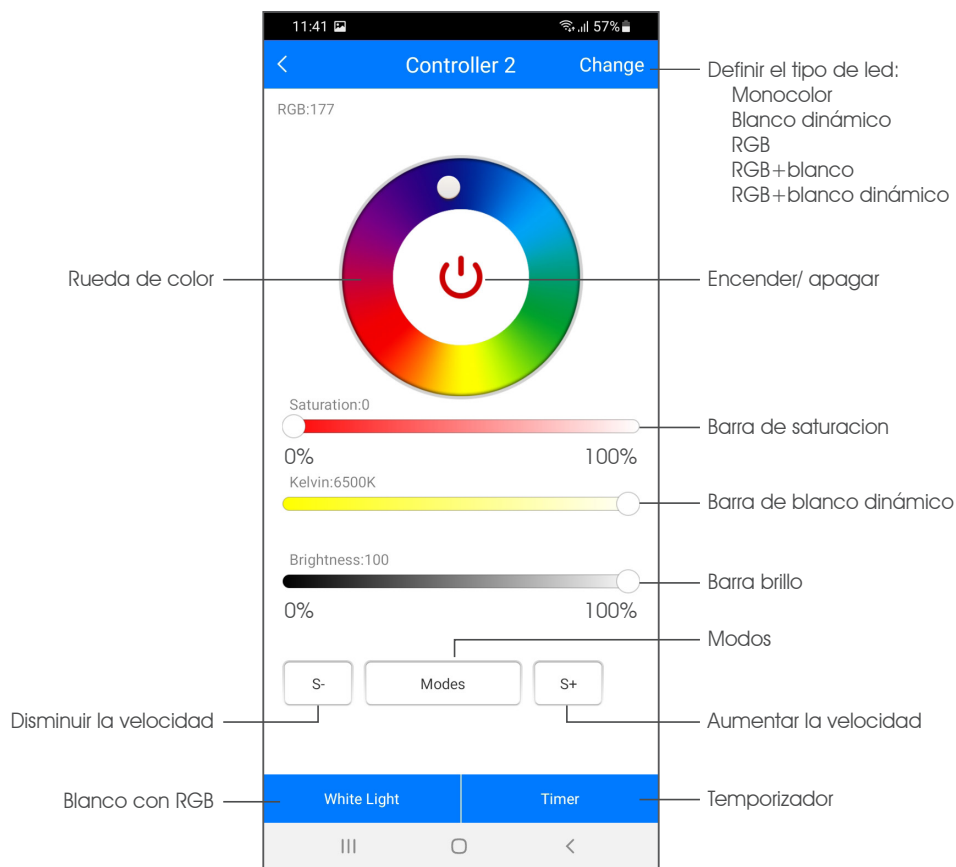 11:41
57%
Controller 2
Change
Definir el tipo de led:
Monocolor
Blanco dinámico
RGB
RGB+blanco
RGB+blanco dinámico
RGB:177
Rueda de color
Encender/ apagar
Saturation:0
Barra de saturacion
0%
100%
Kelvin:6500K
Barra de blanco dinámico
Brightness:100
Barra brillo
0%
100%
Modos
S-
Modes
S+
Disminuir la velocidad
Aumentar la velocidad
Blanco con RGB
White Light
Timer
Temporizador